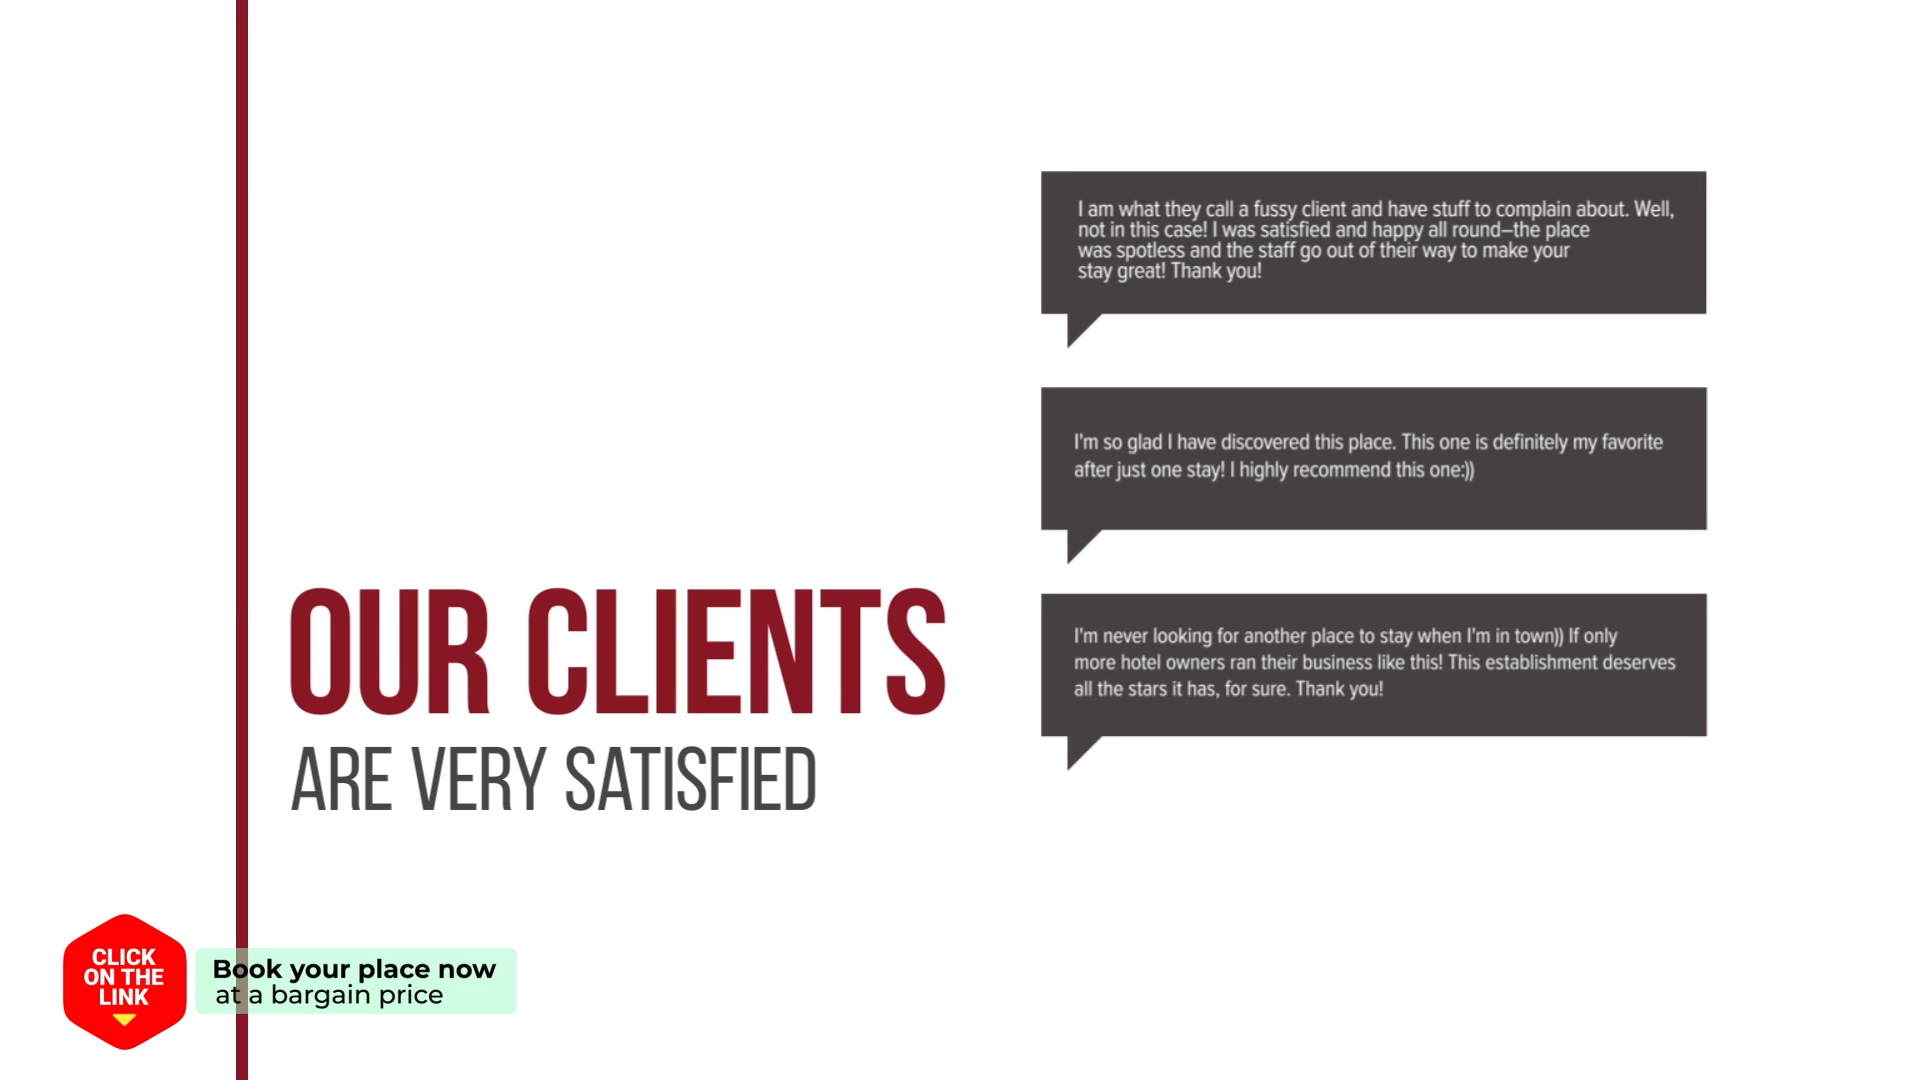 I am what they call a fussy client and have stuff to complain about. Well,
not in this case! I was satisfied and happy all round—the place
was spotless and the staff go out of their way to make your
stay great! Thank you!
I'm so glad I have discovered this place. This one is definitely my favorite
after just one stay! I highly recommend this one:))
I'm never looking for another place to stay when I'm in town)) If only
more hotel owners ran their business like this! This establishment deserves
all the stars it has, for sure. Thank you!
OUR CLIENTS
ARE VERY SATISFIED
CLICK
ON THE
LINK
Book your place now
at a bargain price